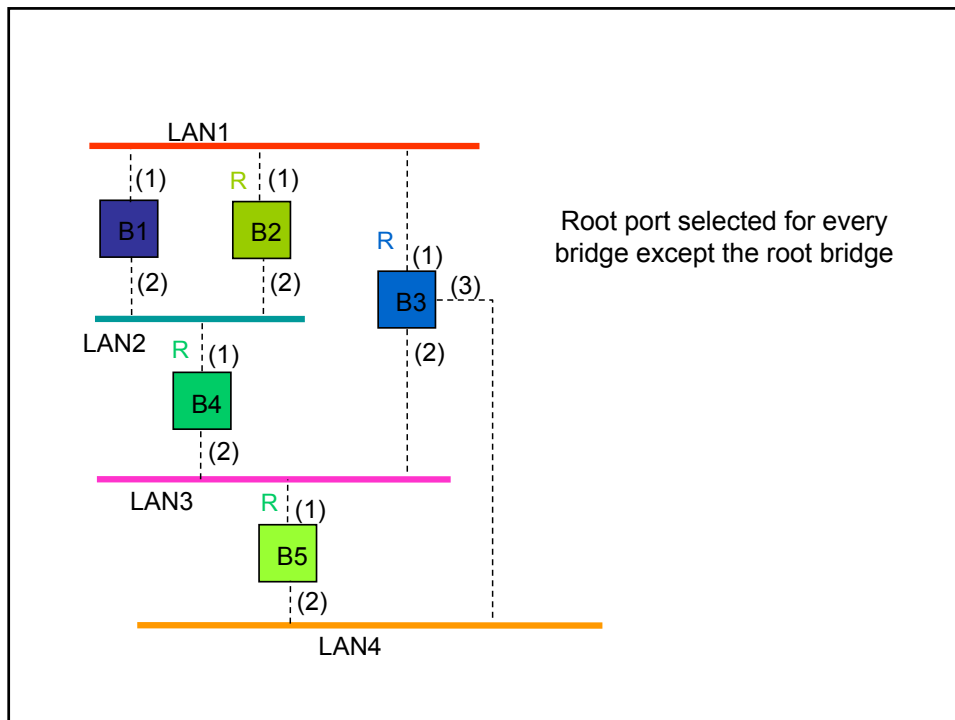 LAN1
R (1) (1)
B1 B2
(2) (2)
R
(1)
B3 (3)
(2)
Root port selected for every
bridge except the root bridge
LAN2
R (1)
B4
(2)
LAN3
R (1)
B5
(2)
LAN4